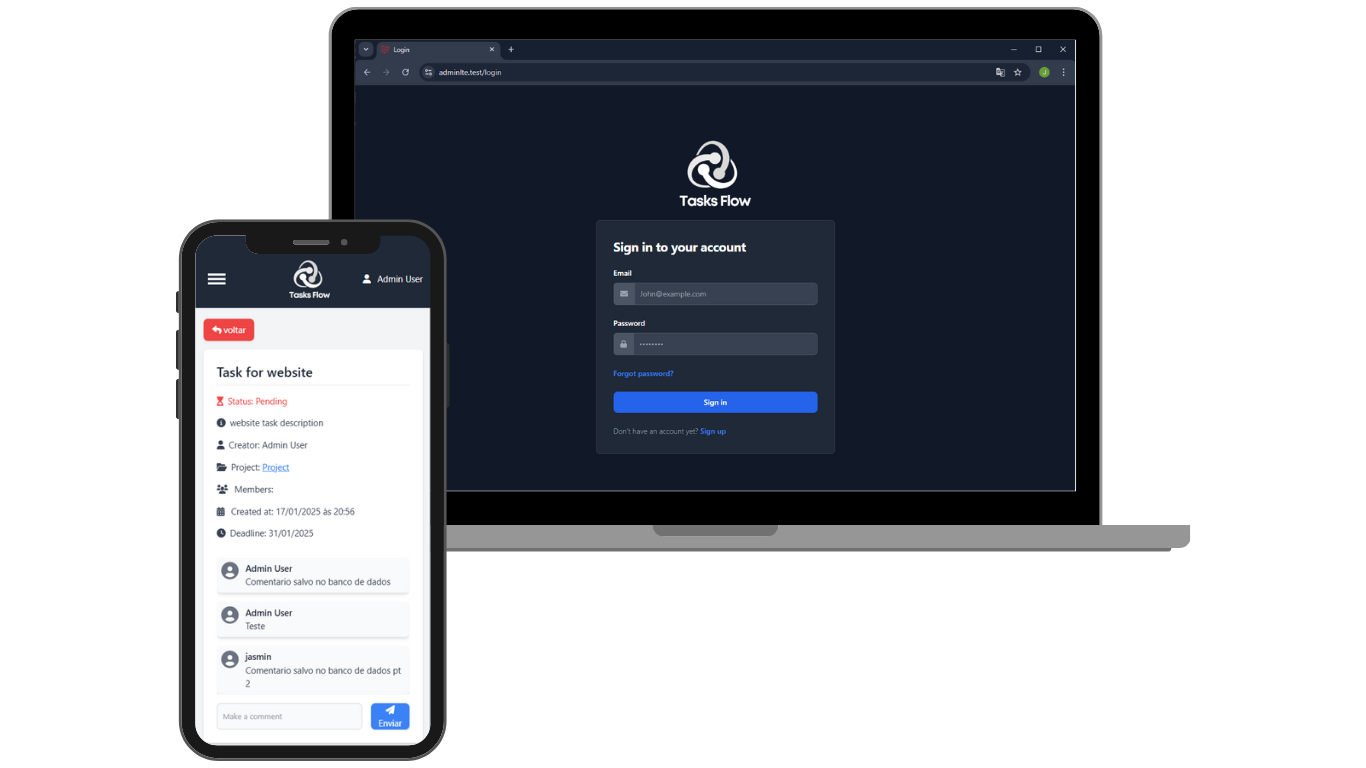 Login
adminlte.test/login
J
Tasks Flow
Sign in to your account
Email
John@example.com
Password
••••••••
Forgot password?
Sign in
Don't have an account yet? Sign up
Tasks Flow
Admin User
voltar
Task for website
Status: Pending
website task description
Creator: Admin User
Project: Project
Members:
Created at: 17/01/2025 às 20:56
Deadline: 31/01/2025
Admin User
Comentario salvo no banco de dados
Admin User
Teste
jasmin
Comentario salvo no banco de dados pt
2
Make a comment
Enviar